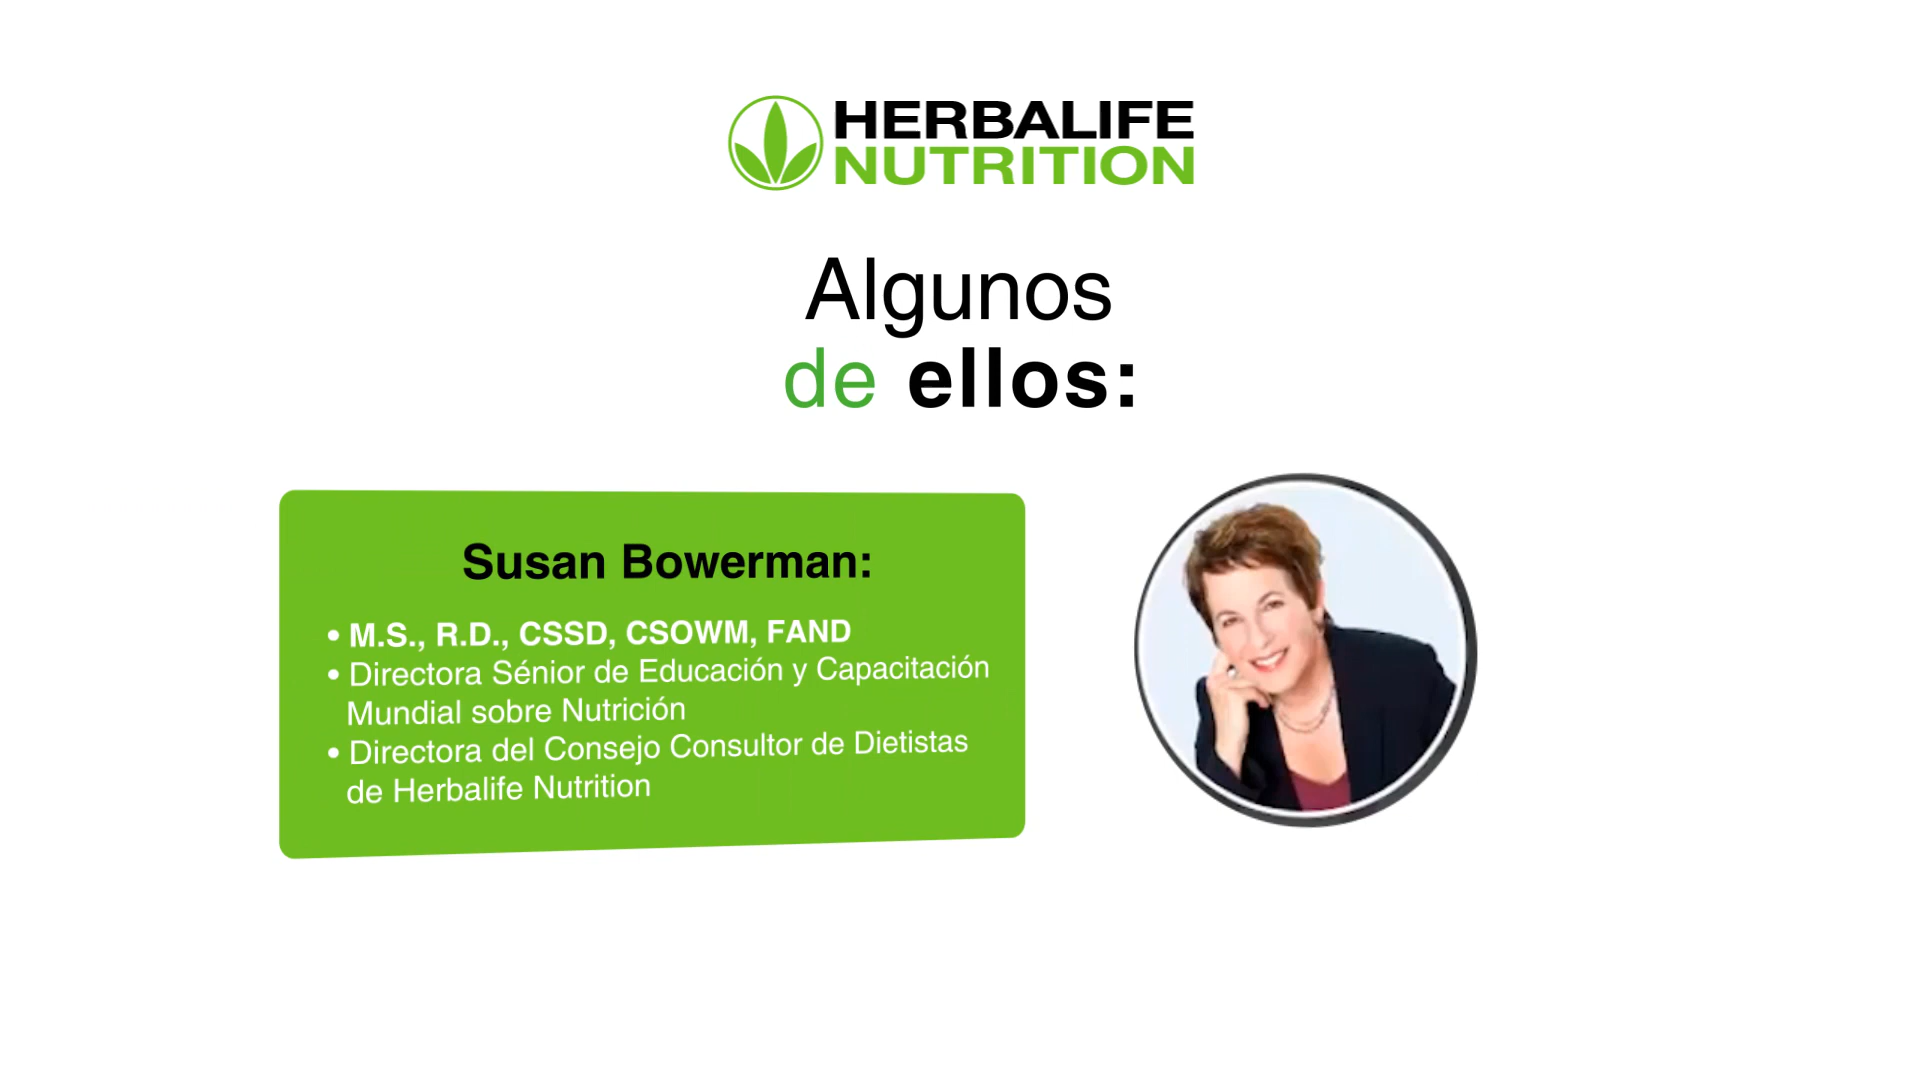 HERBALIFE
NUTRITION
Algunos
de ellos:
Susan Bowerman:
• M.S., R.D., CSSD, CSOWM, FAND
• Directora Sénior de Educación y Capacitación
Mundial sobre Nutrición
• Directora del Consejo Consultor de Dietistas
de Herbalife Nutrition